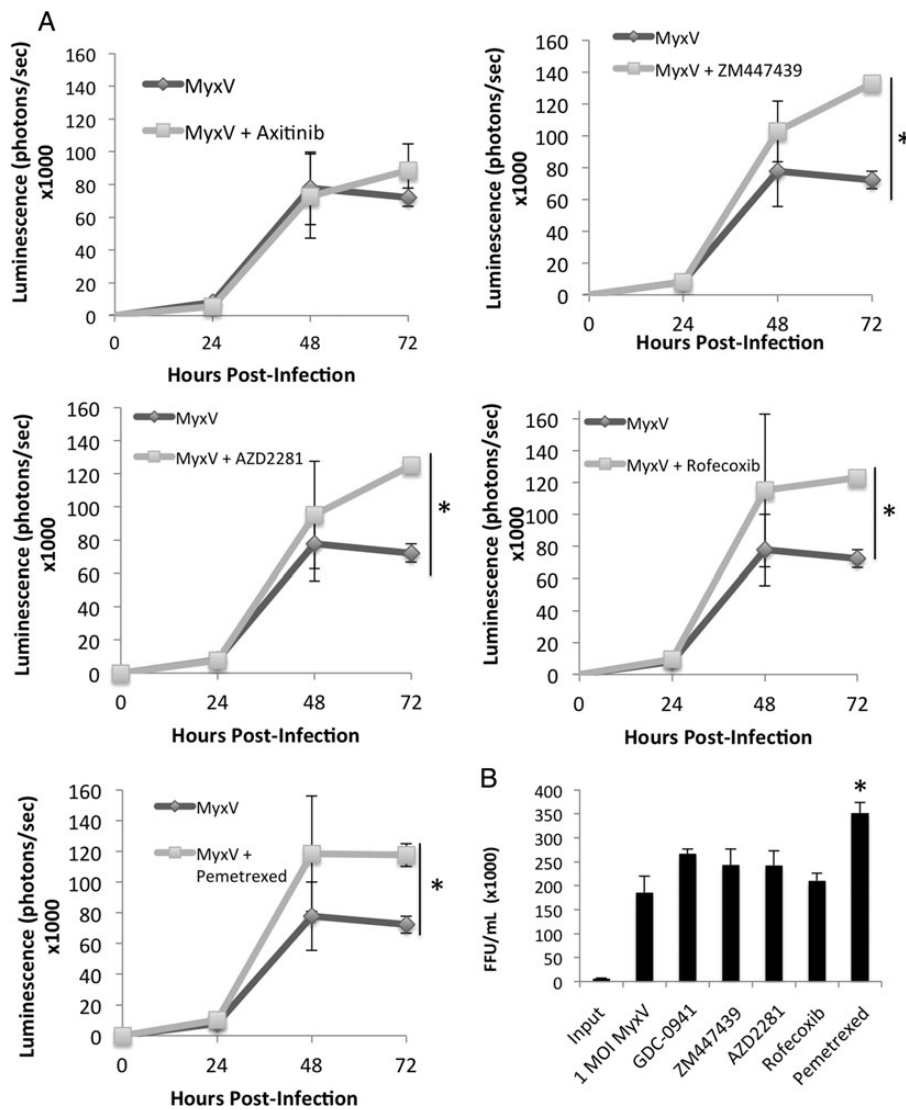 A
Luminescence (photons/sec)
x1000
160
140
120
100
80
60
40
20
0
MyxV
MyxV + Axitinib
0 24 48 72
Hours Post-Infection
Luminescence (photons/sec)
x1000
160
140
120
100
80
60
40
20
0
MyxV
MyxV + ZM447439
*
0 24 48 72
Hours Post-Infection
Luminescence (photons/sec)
x1000
160
140
120
100
80
60
40
20
0
MyxV
MyxV + AZD2281
*
0 24 48 72
Hours Post-Infection
Luminescence (photons/sec)
x1000
160
140
120
100
80
60
40
20
0
MyxV
MyxV + Rofecoxib
*
0 24 48 72
Hours Post-Infection
Luminescence (photons/sec)
x1000
160
140
120
100
80
60
40
20
0
MyxV
MyxV +
Pemetrexed
*
0 24 48 72
Hours Post-Infection
B
FFU/mL (x1000)
400
350
300
250
200
150
100
50
0
*
Input
1 MOI MyxV
GDC-0941
ZM447439
AZD2281
Rofecoxib
Pemetrexed